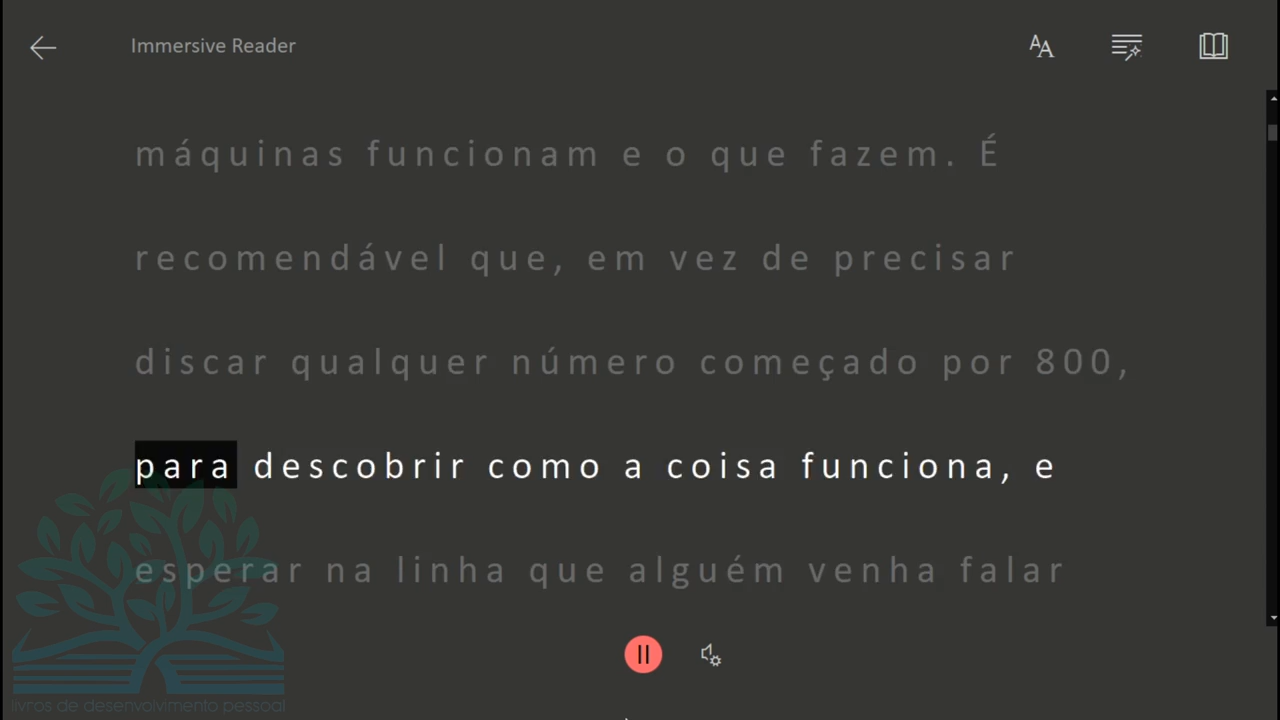 Immersive Reader
máquinas funcionam e o que fazem. É
recomendável que, em vez de precisar
discar qualquer número começado por 800,
para descobrir como a coisa funciona, e
esperar na linha que alguém venha falar
livros de desenvolvimento pessoal